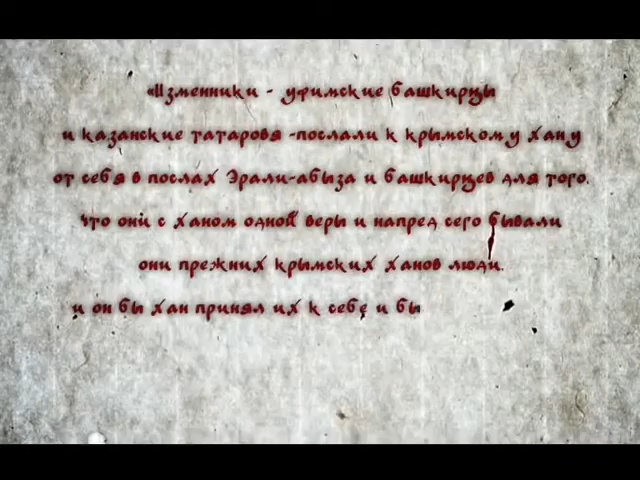 «Изменники - уфимские башкирцы
и казанские татаровя -послали к крымскому хану
от себя в послах Эрали-абыза и башкирцев для того.
что они с ханом одной веры и напред сего бывали
они прежних крымских ханов люди.
и он бы хан принял их к себе и бы